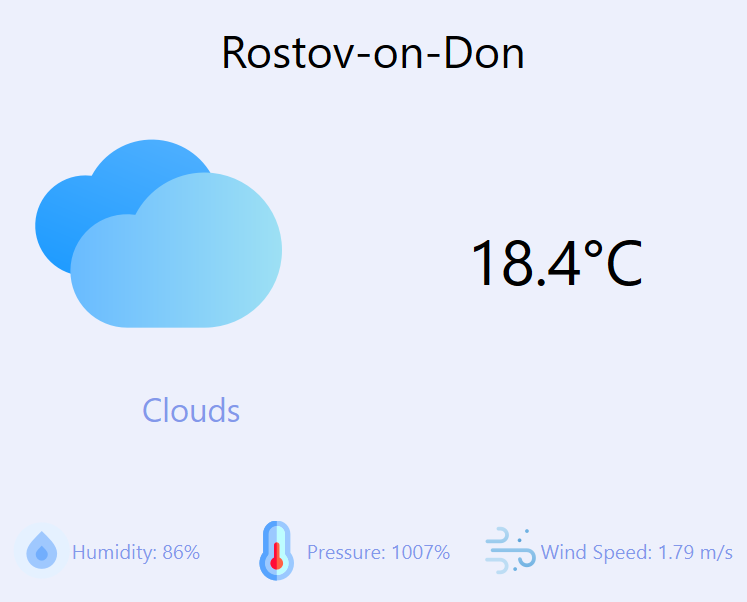 Rostov-on-Don
18.4°C
Clouds
Humidity: 86%
Pressure: 1007%
Wind Speed: 1.79 m/s